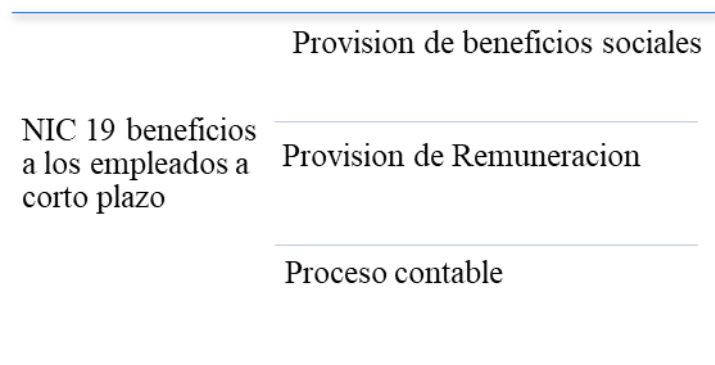 Provision de beneficios sociales
NIC 19 beneficios
a los empleados a
corto plazo
Provision de Remuneracion
Proceso contable